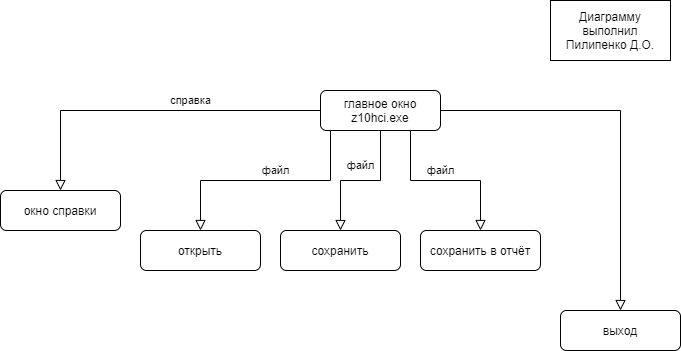 Диаграмму
выполнил
Пилипенко Д.О.
справка
главное окно
z10hci.exe
файл
файл
файл
окно справки
открыть
сохранить
сохранить в отчёт
выход